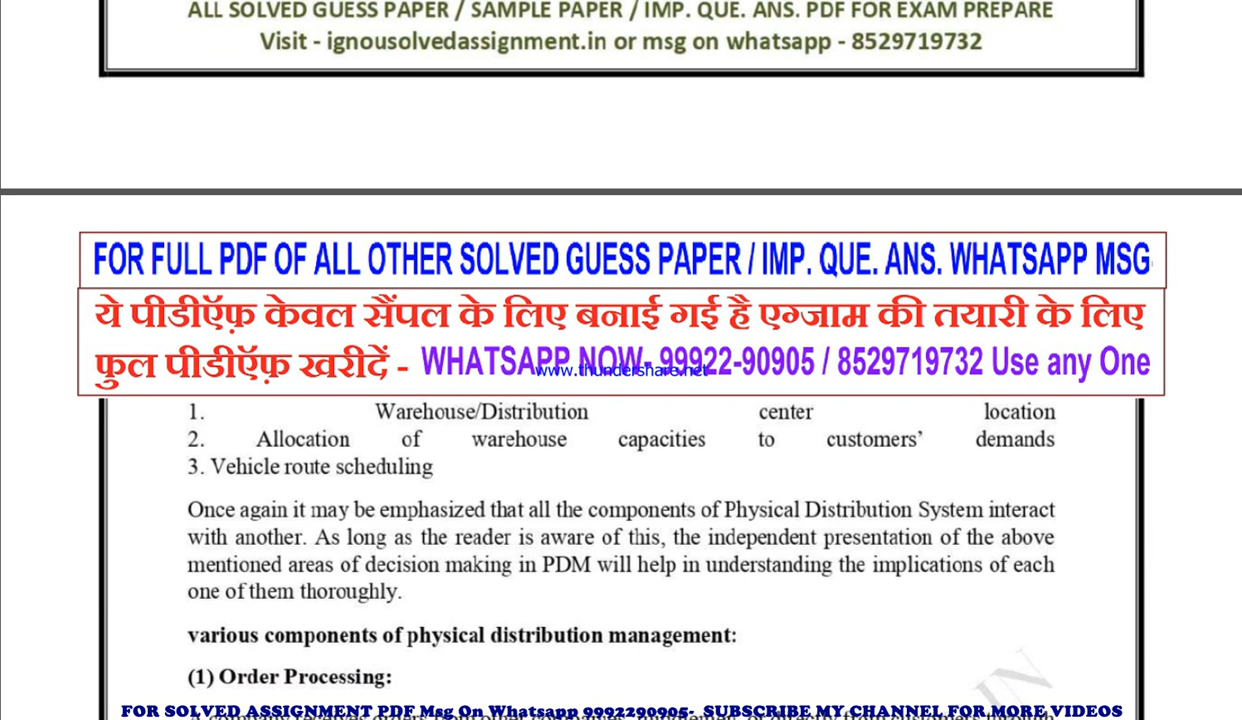 ALL SOLVED GUESS PAPER / SAMPLE PAPER / IMP. QUE. ANS. PDF FOR EXAM PREPARE
Visit - ignousolvedassignment.in or msg on whatsapp - 8529719732
FOR FULL PDF OF ALL OTHER SOLVED GUESS PAPER / IMP. QUE. ANS. WHATSAPP MSG
ये पीडीऍफ़ केवल सैंपल के लिए बनाई गई है एग्जाम की तयारी के लिए
फुल पीडीऍफ़ खरीदें - WHATSAPP NOW- 99922-90905 / 8529719732 Use any One
www.thundershare.net
1. Warehouse/Distribution center location
2. Allocation of warehouse capacities to customers’ demands
3. Vehicle route scheduling
Once again it may be emphasized that all the components of Physical Distribution System interact
with another. As long as the reader is aware of this, the independent presentation of the above
mentioned areas of decision making in PDM will help in understanding the implications of each
one of them thoroughly.
various components of physical distribution management:
(1) Order Processing:
FOR SOLVED ASSIGNMENT PDF Msg On Whatsapp 9992290905- SUBSCRIBE MY CHANNEL FOR MORE VIDEOS